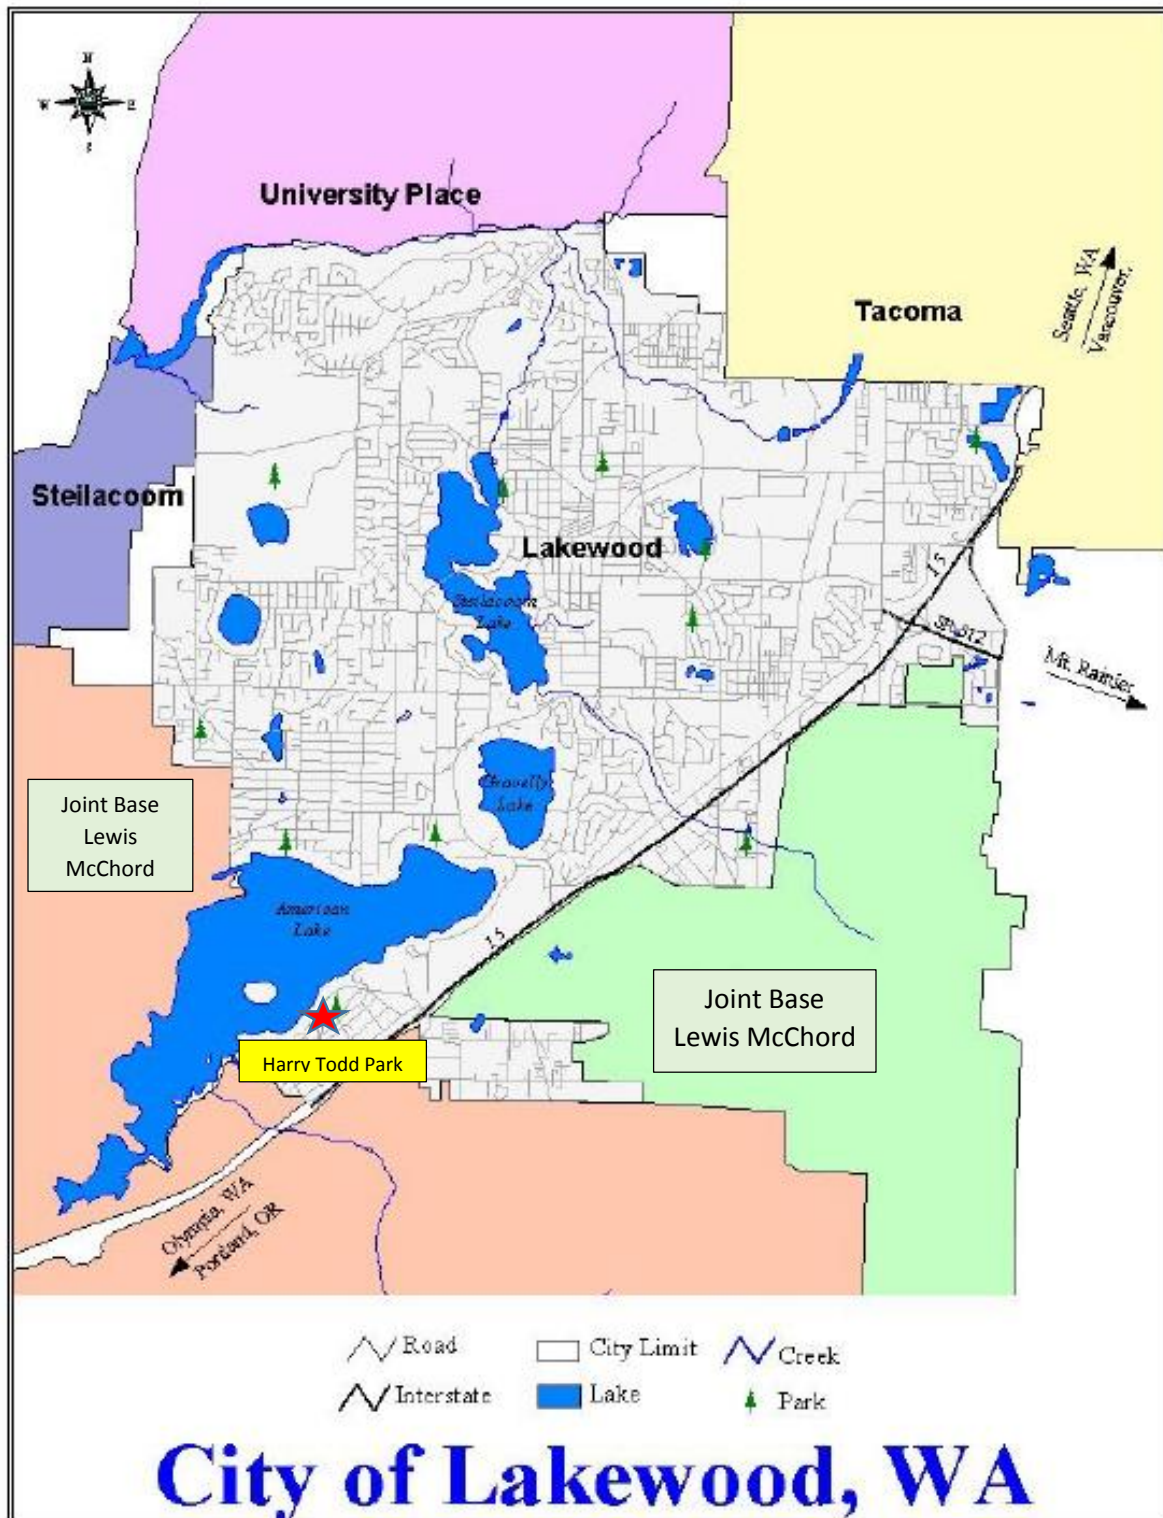 N
W E
S
University Place
Seattle, WA
Vancouver,
Tacoma
Steilacoom
Lakewood
I 5
Steilacoom
Lake
SR 512
Mt. Rainier
Gravelly
Lake
Joint Base
Lewis
McChord
American
Lake
I 5
Joint Base
Lewis McChord
Harry Todd Park
Olympia, WA
Portland, OR
Road
City Limit
Creek
Interstate
Lake
Park
City of Lakewood, WA